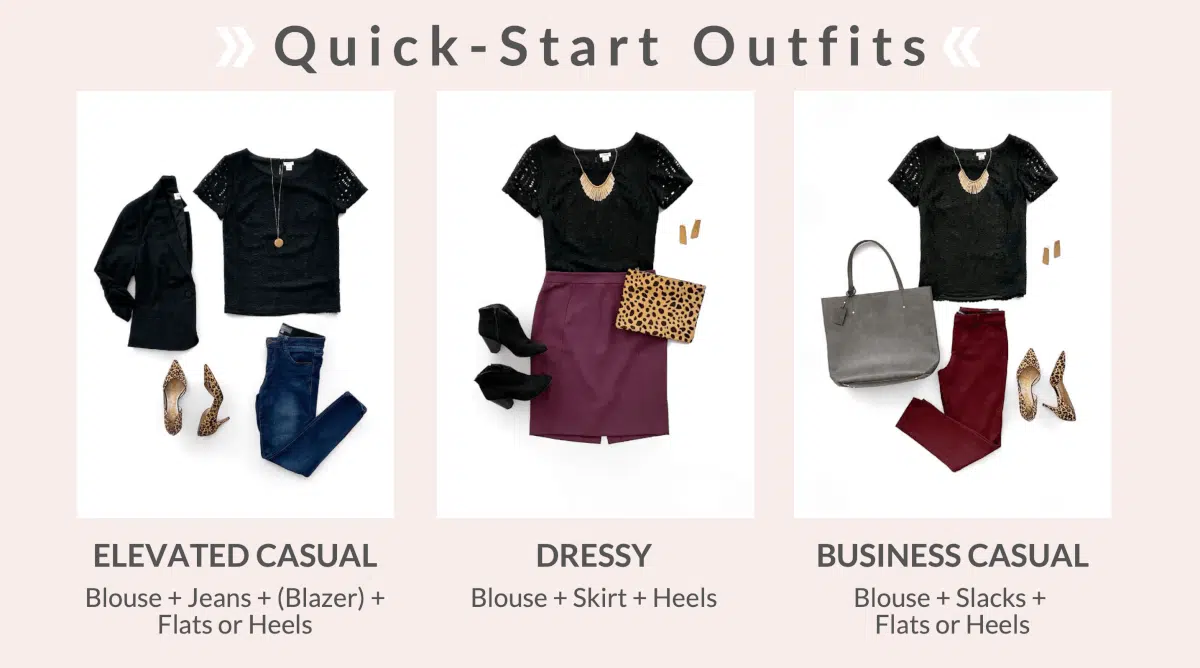 Quick-Start Outfits
ELEVATED CASUAL
Blouse + Jeans + (Blazer) +
Flats or Heels
DRESSY
Blouse + Skirt + Heels
BUSINESS CASUAL
Blouse + Slacks +
Flats or Heels